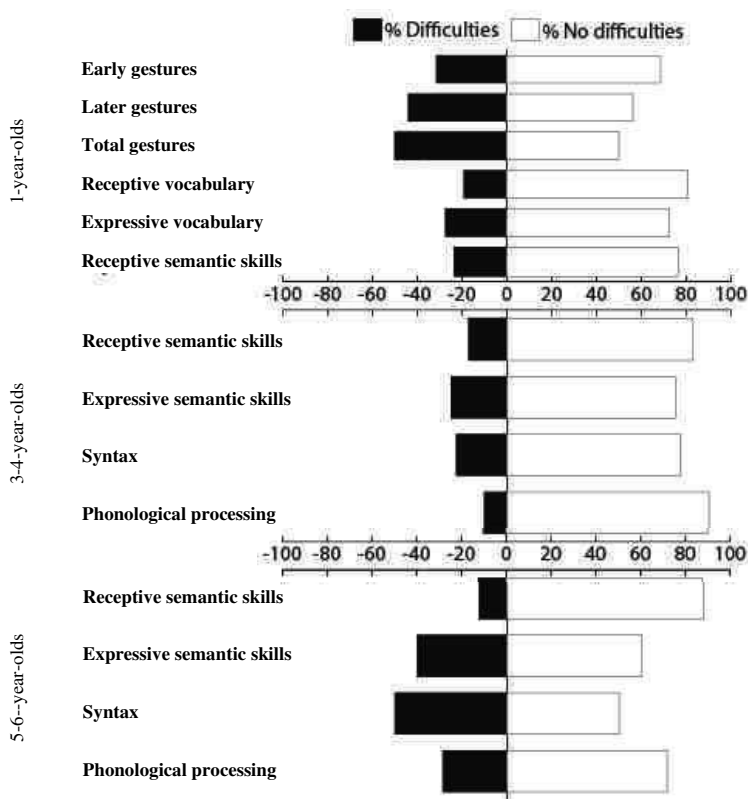 % Difficulties % No difficulties
1-year-olds
Early gestures
Later gestures
Total gestures
Receptive vocabulary
Expressive vocabulary
Receptive semantic skills
-100 -80 -60 -40 -20 0 20 40 60 80 100
3-4-year-olds
Receptive semantic skills
Expressive semantic skills
Syntax
Phonological processing
-100 -80 -60 -40 -20 0 20 40 60 80 100
5-6--year-olds
Receptive semantic skills
Expressive semantic skills
Syntax
Phonological processing